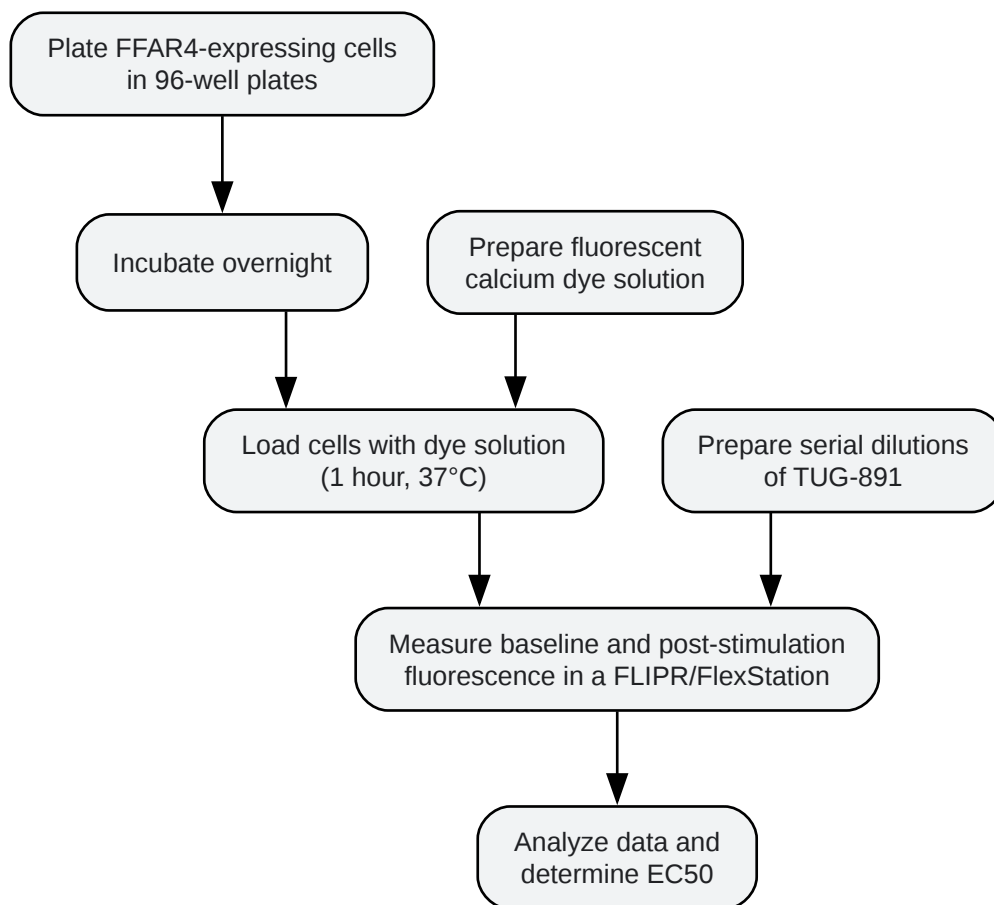 Plate FFAR4-expressing cells
in 96-well plates
Incubate overnight
Prepare fluorescent
calcium dye solution
Load cells with dye solution
(1 hour, 37°C)
Prepare serial dilutions
of TUG-891
Measure baseline and post-stimulation
fluorescence in a FLIPR/FlexStation
Analyze data and
determine EC50